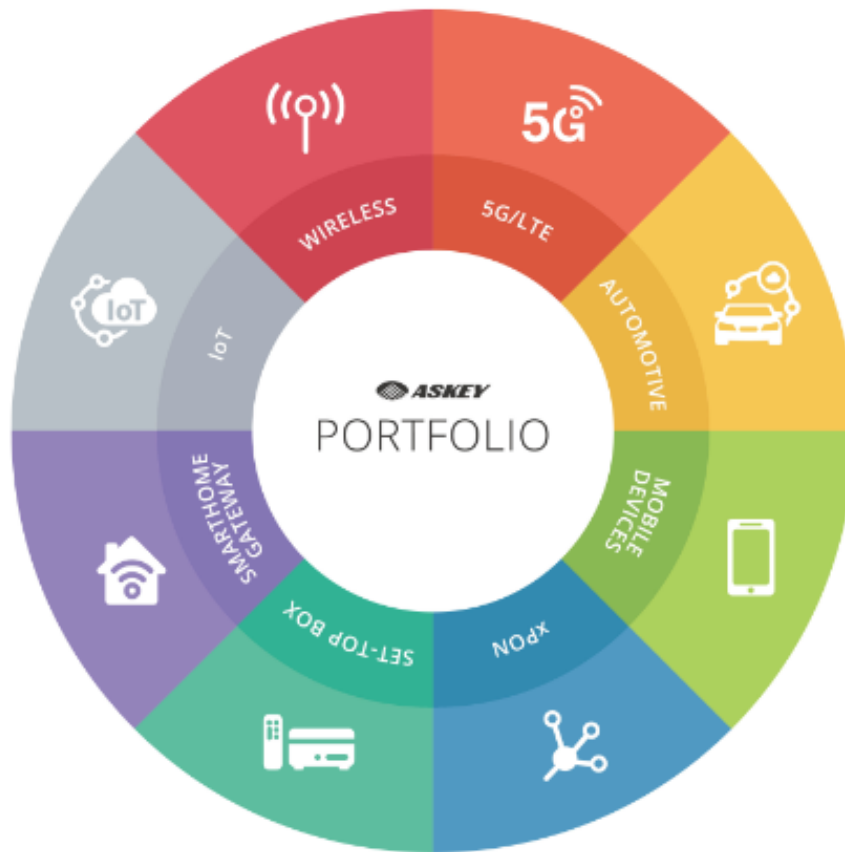 5G
5G/LTE
AUTOMOTIVE
MOBILE
DEVICES
xPON
SET-TOP BOX
SMARTHOME
GATEWAY
IoT
IoT
WIRELESS
ASKEY
PORTFOLIO